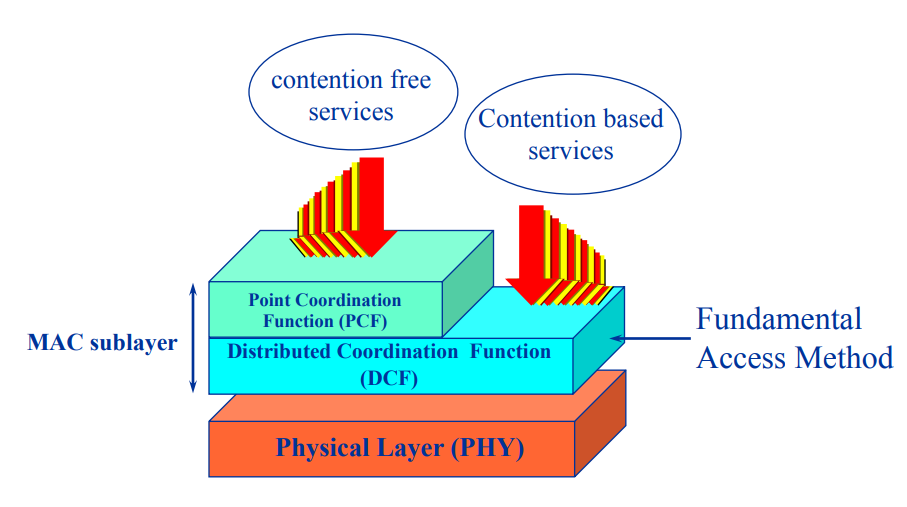 contention free
services
Contention based
services
Point Coordination
Function (PCF)
MAC sublayer
Distributed Coordination Function
(DCF)
Fundamental
Access Method
Physical Layer (PHY)